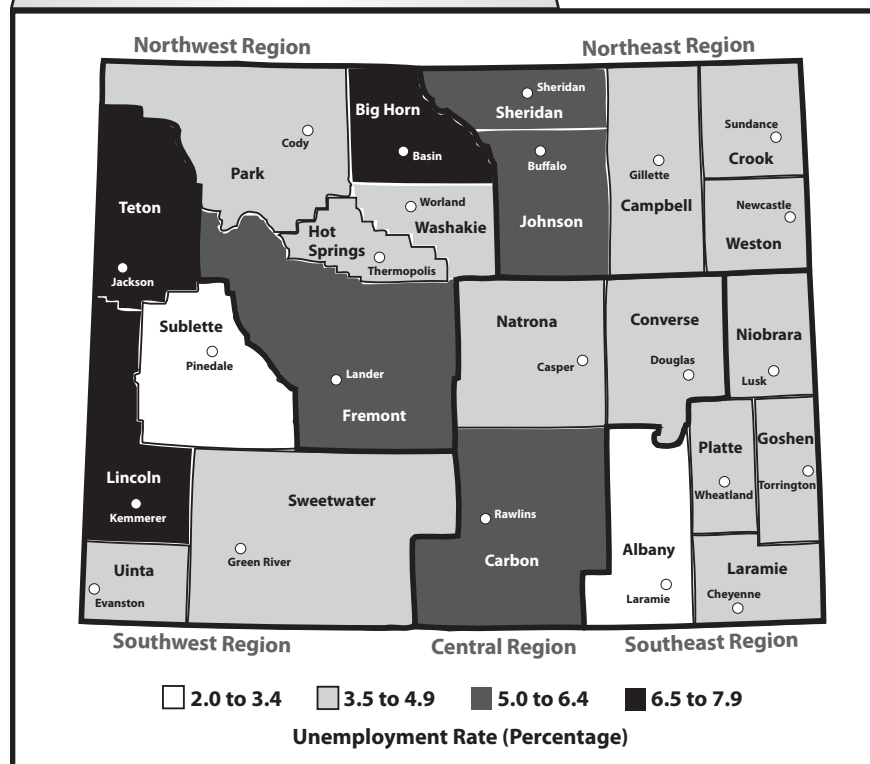 Northwest Region
Northeast Region
Big Horn
Basin
Sheridan
Sheridan
Buffalo
Johnson
Gillette
Campbell
Sundance
Crook
Newcastle
Weston
Cody
Park
Worland
Washakie
Hot
Springs
Thermopolis
Teton
Jackson
Sublette
Pinedale
Lander
Fremont
Natrona
Casper
Converse
Douglas
Niobrara
Lusk
Platte
Wheatland
Goshen
Torrington
Lincoln
Kemmerer
Sweetwater
Green River
Rawlins
Carbon
Albany
Laramie
Laramie
Cheyenne
Uinta
Evanston
Southwest Region
Central Region
Southeast Region
2.0 to 3.4
3.5 to 4.9
5.0 to 6.4
6.5 to 7.9
Unemployment Rate (Percentage)